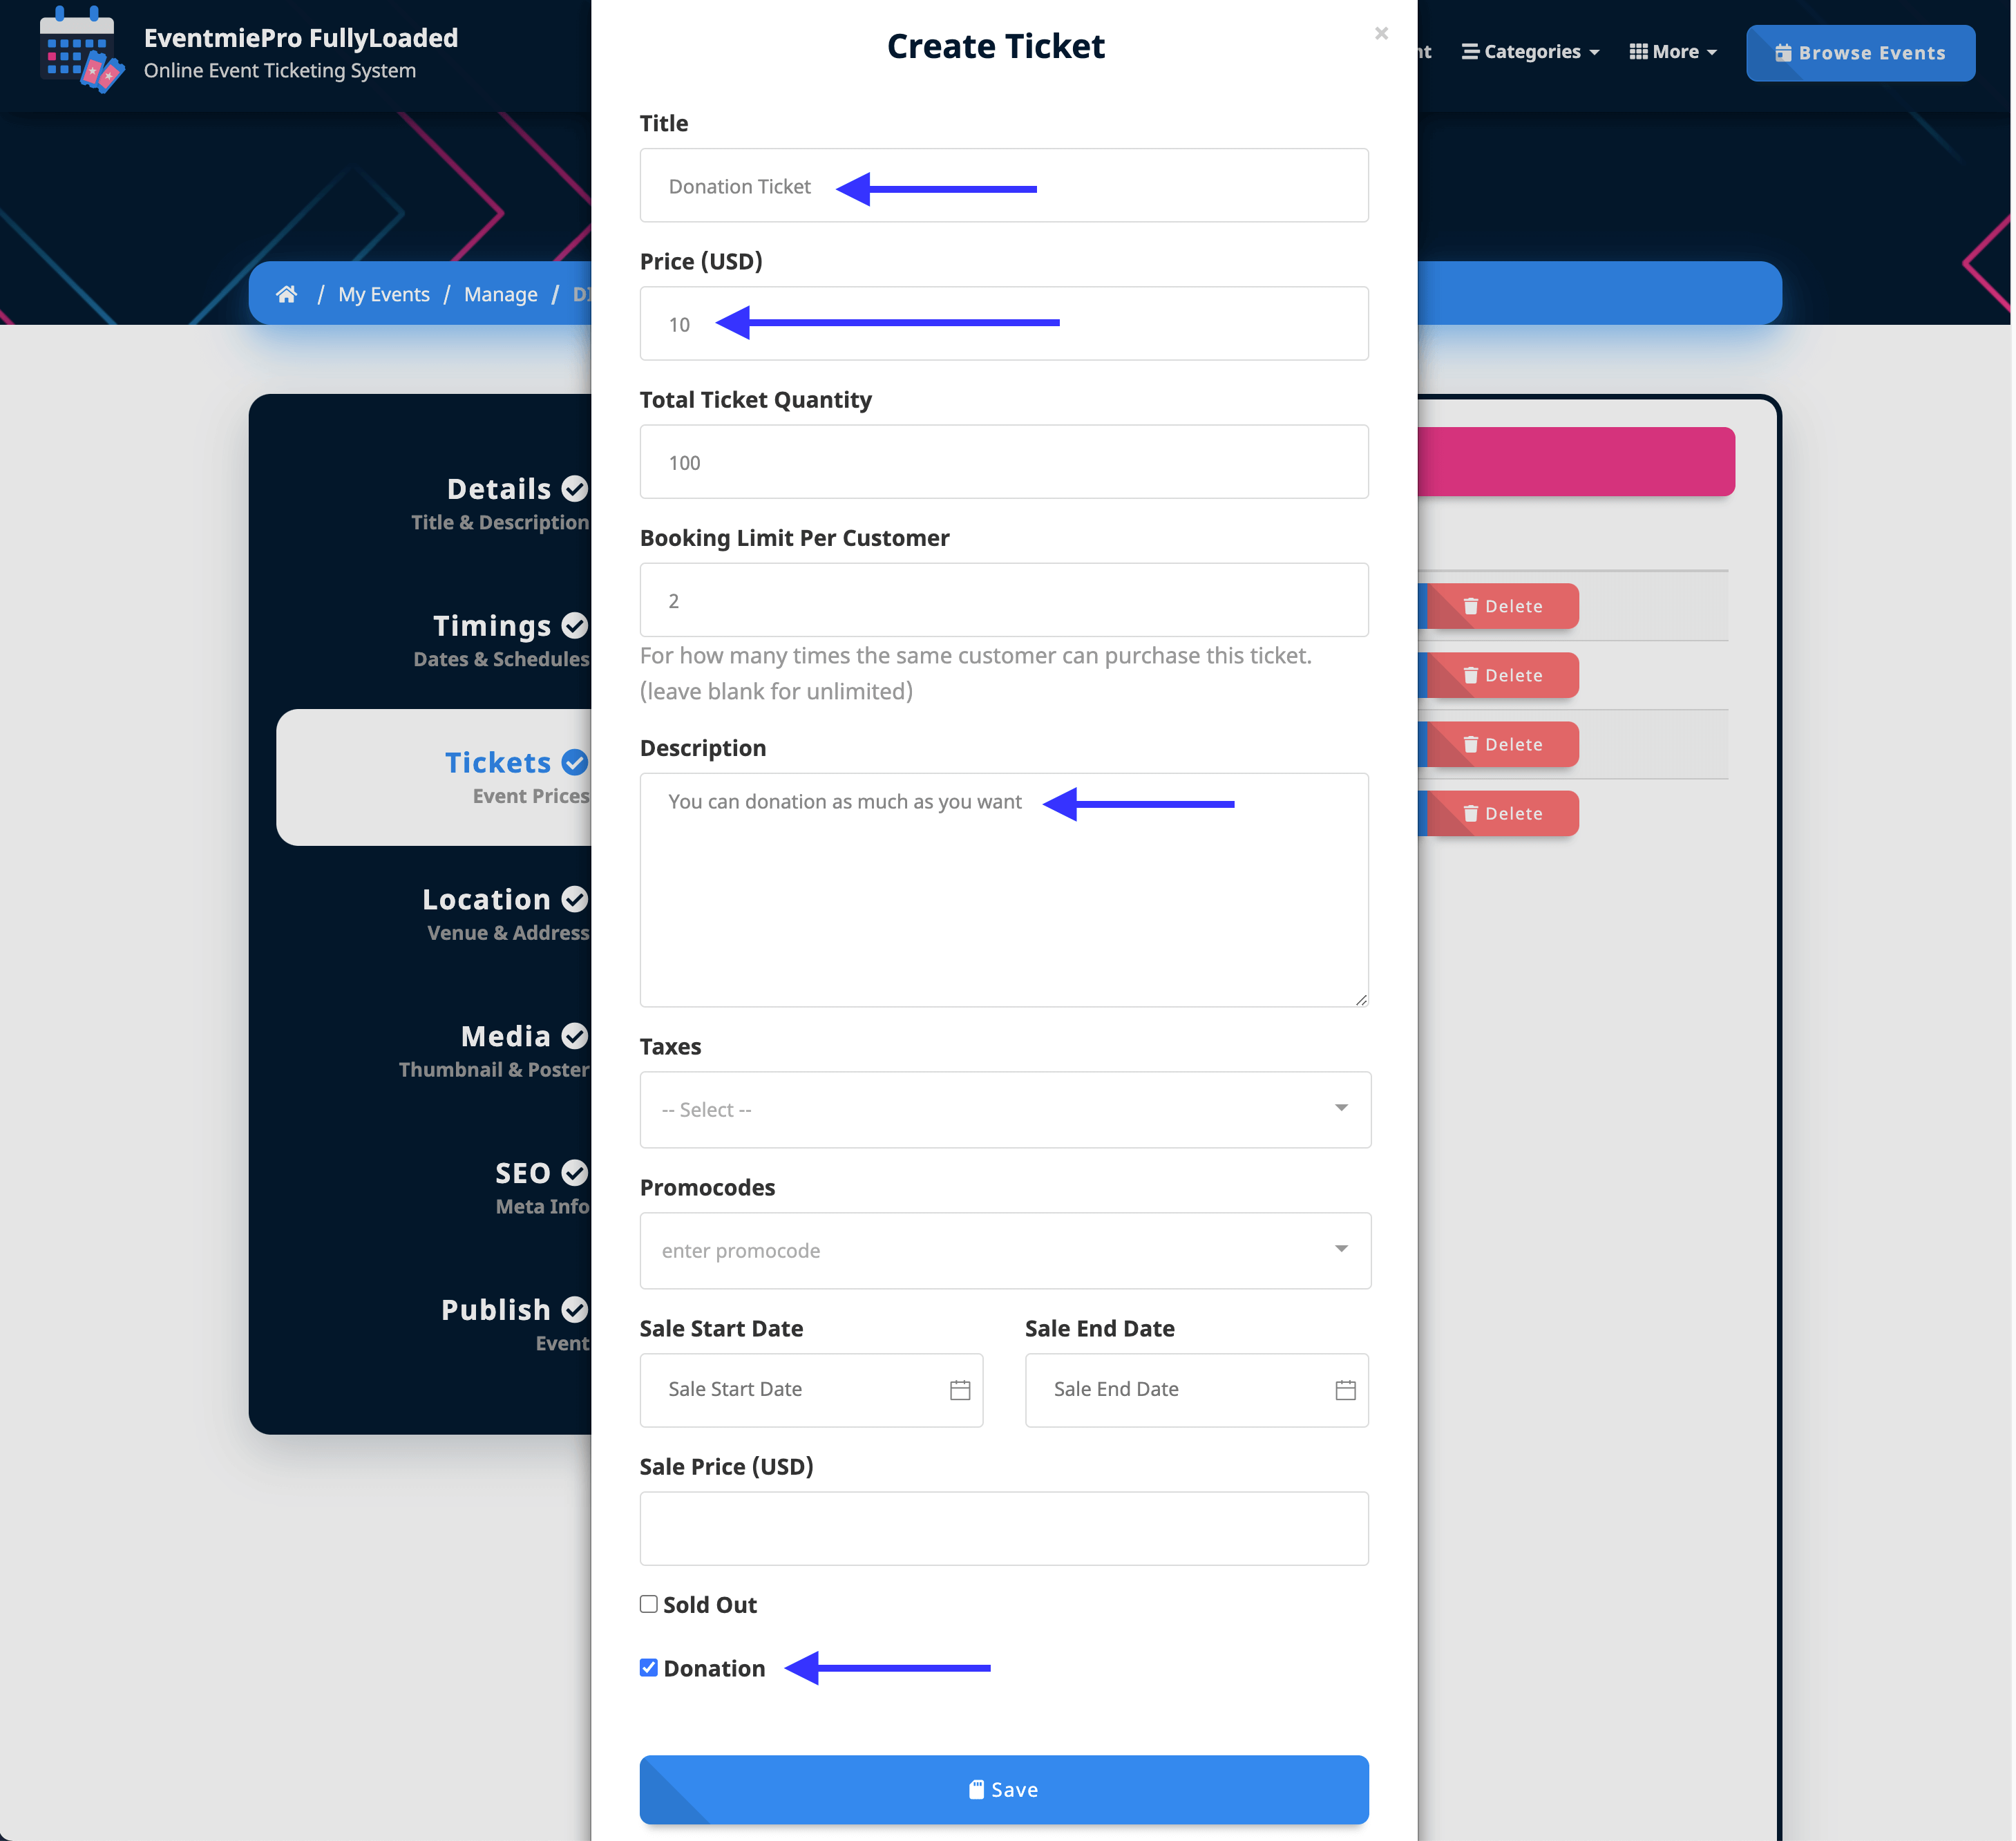 EventmiePro FullyLoaded
Online Event Ticketing System
Categories
More
Browse Events
My Events / Manage /
Details
Title & Description
Timings
Dates & Schedules
Tickets
Event Prices
Location
Venue & Address
Media
Thumbnail & Poster
SEO
Meta Info
Publish
Event
Create Ticket
×
Title
Donation Ticket
Price (USD)
10
Total Ticket Quantity
100
Booking Limit Per Customer
2
For how many times the same customer can purchase this ticket.
(leave blank for unlimited)
Description
You can donation as much as you want
Taxes
-- Select --
Promocodes
enter promocode
Sale Start Date
Sale End Date
Sale Start Date
Sale End Date
Sale Price (USD)
Sold Out
Donation
Save
Delete
Delete
Delete
Delete